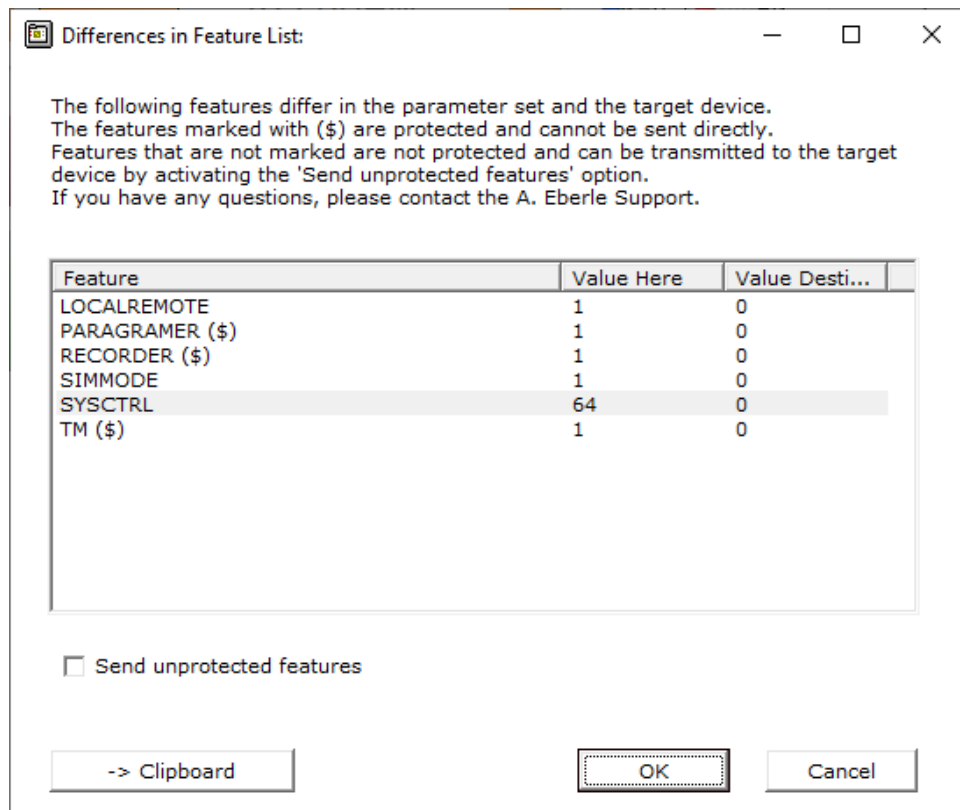 Differences in Feature List:
The following features differ in the parameter set and the target device.
The features marked with ($) are protected and cannot be sent directly.
Features that are not marked are not protected and can be transmitted to the target
device by activating the 'Send unprotected features' option.
If you have any questions, please contact the A. Eberle Support.
Feature Value Here Value Desti...
LOCALREMOTE 1 0
PARAGRAMER ($) 1 0
RECORDER ($) 1 0
SIMMODE 1 0
SYSCTRL 64 0
TM ($) 1 0
Send unprotected features
-> Clipboard OK Cancel